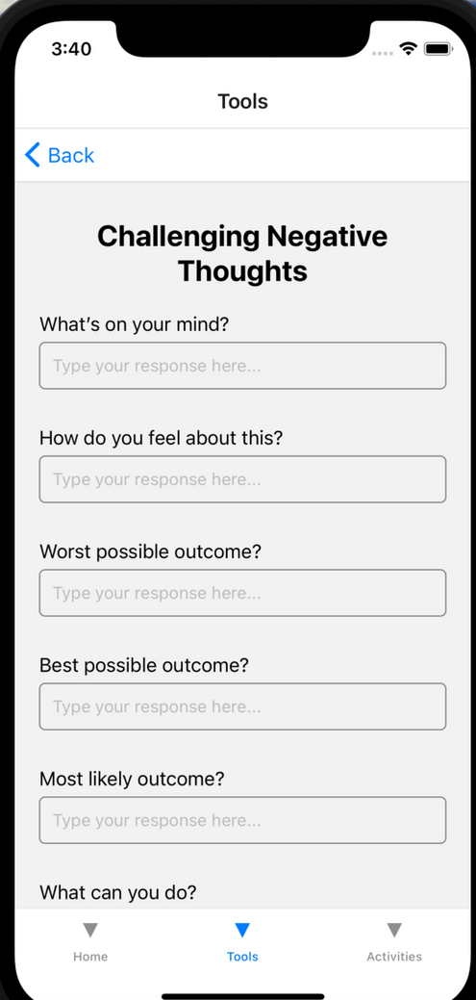 3:40
Tools
Back
Challenging Negative
Thoughts
What's on your mind?
Type your response here...
How do you feel about this?
Type your response here...
Worst possible outcome?
Type your response here...
Best possible outcome?
Type your response here...
Most likely outcome?
Type your response here...
What can you do?
Home Tools Activities